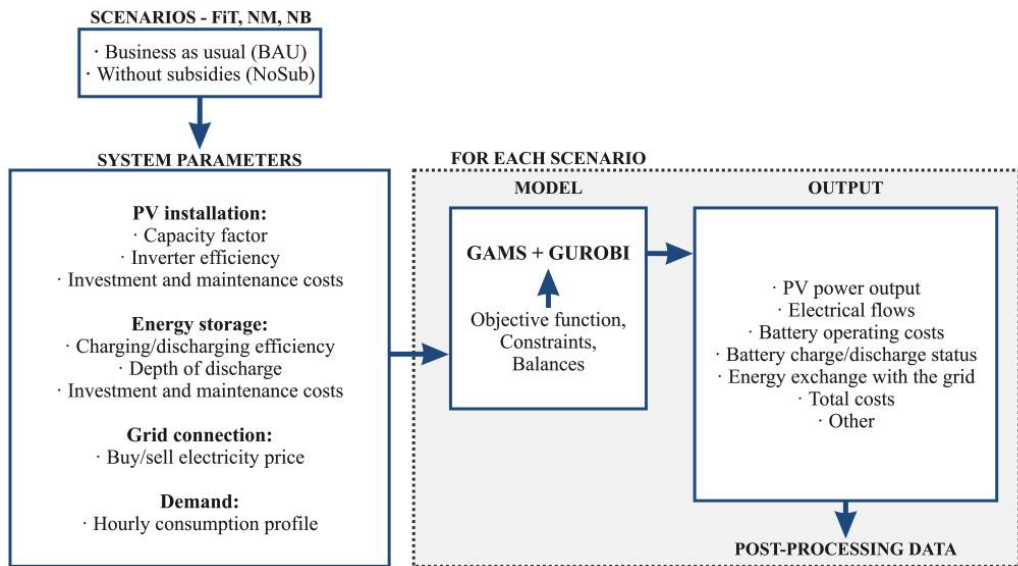 SCENARIOS - FiT, NM, NB
· Business as usual (BAU)
· Without subsidies (NoSub)
SYSTEM PARAMETERS
PV installation:
· Capacity factor
· Inverter efficiency
· Investment and maintenance costs
Energy storage:
· Charging/discharging efficiency
· Depth of discharge
· Investment and maintenance costs
Grid connection:
· Buy/sell electricity price
Demand:
· Hourly consumption profile
FOR EACH SCENARIO
MODEL
GAMS + GUROBI
Objective function,
Constraints,
Balances
OUTPUT
· PV power output
· Electrical flows
· Battery operating costs
· Battery charge/discharge status
· Energy exchange with the grid
· Total costs
· Other
POST-PROCESSING DATA